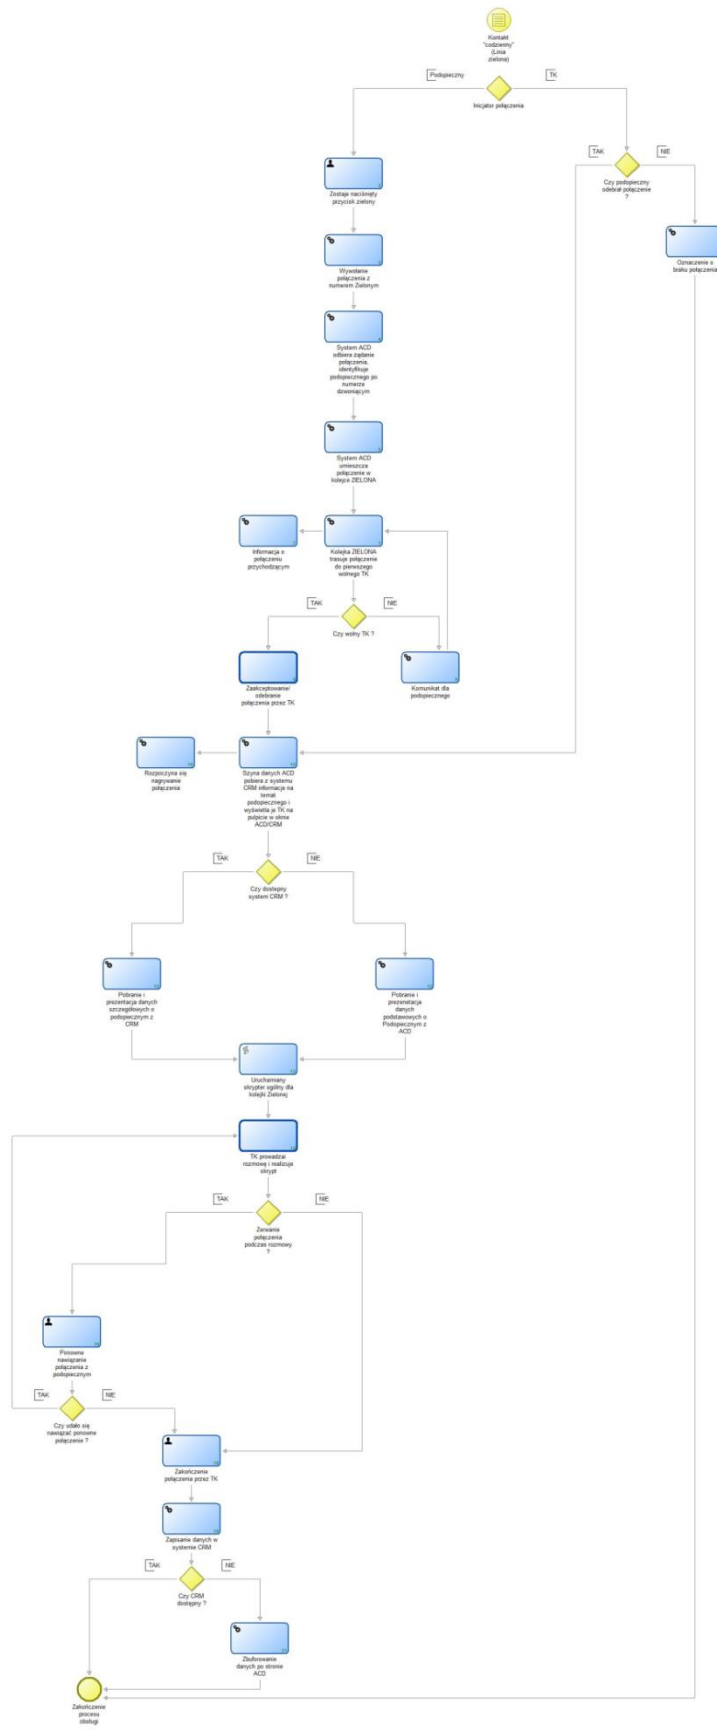 Kontakt
"codzienny"
(Linia
zielona)
Podopieczny
TK
Inicjator połączenia
TAK
NIE
Czy podopieczny
odebrał połączenie
?
Zostaje naciśnięty
przycisk zielony
Oznaczenie o
braku połączenia
Wywołanie
połączenia z
numerem Zielonym
System ACD
odbiera żądanie
połączenia,
identyfikuje
podopiecznego po
numerze
dzwoniącym
System ACD
umieszcza
połączenie w
kolejce ZIELONA
Informacja o
połączeniu
przychodzącym
Kolejka ZIELONA
trasuje połączenie
do pierwszego
wolnego TK
TAK
NIE
Czy wolny TK ?
Zaakceptowanie/
odebranie
połączenia przez TK
Komunikat dla
podopiecznego
Rozpoczyna się
nagrywanie
połączenia
Szyna danych ACD
pobiera z systemu
CRM informacje na
temat
podopiecznego i
wyświetla je TK na
pulpicie w oknie
ACD/CRM
TAK
NIE
Czy dostępny
system CRM ?
Pobranie i
prezentacja danych
szczegółowych o
podopiecznym z
CRM
Pobranie i
prezenetacja
danych
podstawowych o
Podopiecznym z
ACD
Uruchamiany
skrypter ogólny dla
kolejki Zielonej
TK prowadzai
rozmowę i realizuje
skrypt
TAK
NIE
Zerwanie
połączenia
podczas rozmowy
?
Ponowne
nawiązanie
połączenia z
podopiecznym
TAK
NIE
Czy udało się
nawiązać ponowne
połączenie ?
Zakończenie
połączenia przez TK
Zapisanie danych w
systemie CRM
TAK
NIE
Czy CRM
dostępny ?
Zbuforowanie
danych po stronie
ACD
Zakończenie
procesu
obsługi